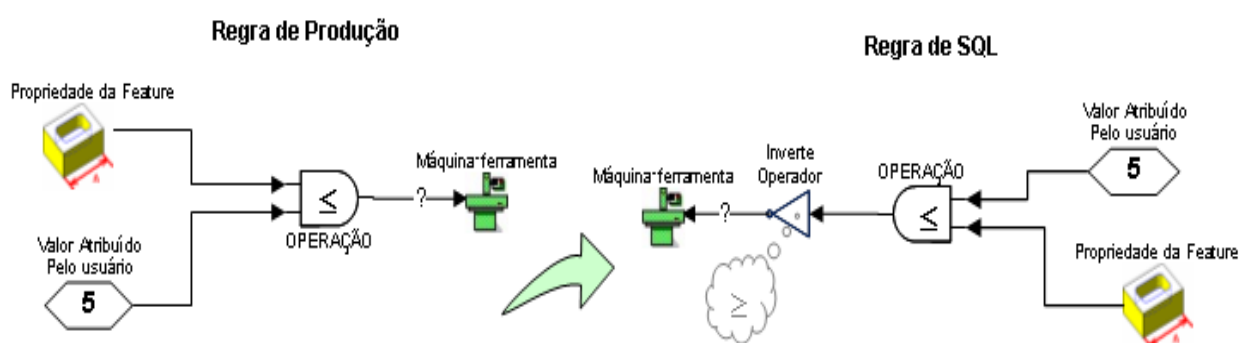 Regra de Produção
Propriedade da Feature
Valor Atribuído
Pelo usuário
5
≤
OPERAÇÃO
?
Máquina-ferramenta
Regra de SQL
Máquina-ferramenta
?
Inverte
Operador
≥
OPERAÇÃO
≤
Valor Atribuído
Pelo usuário
5
Propriedade da Feature